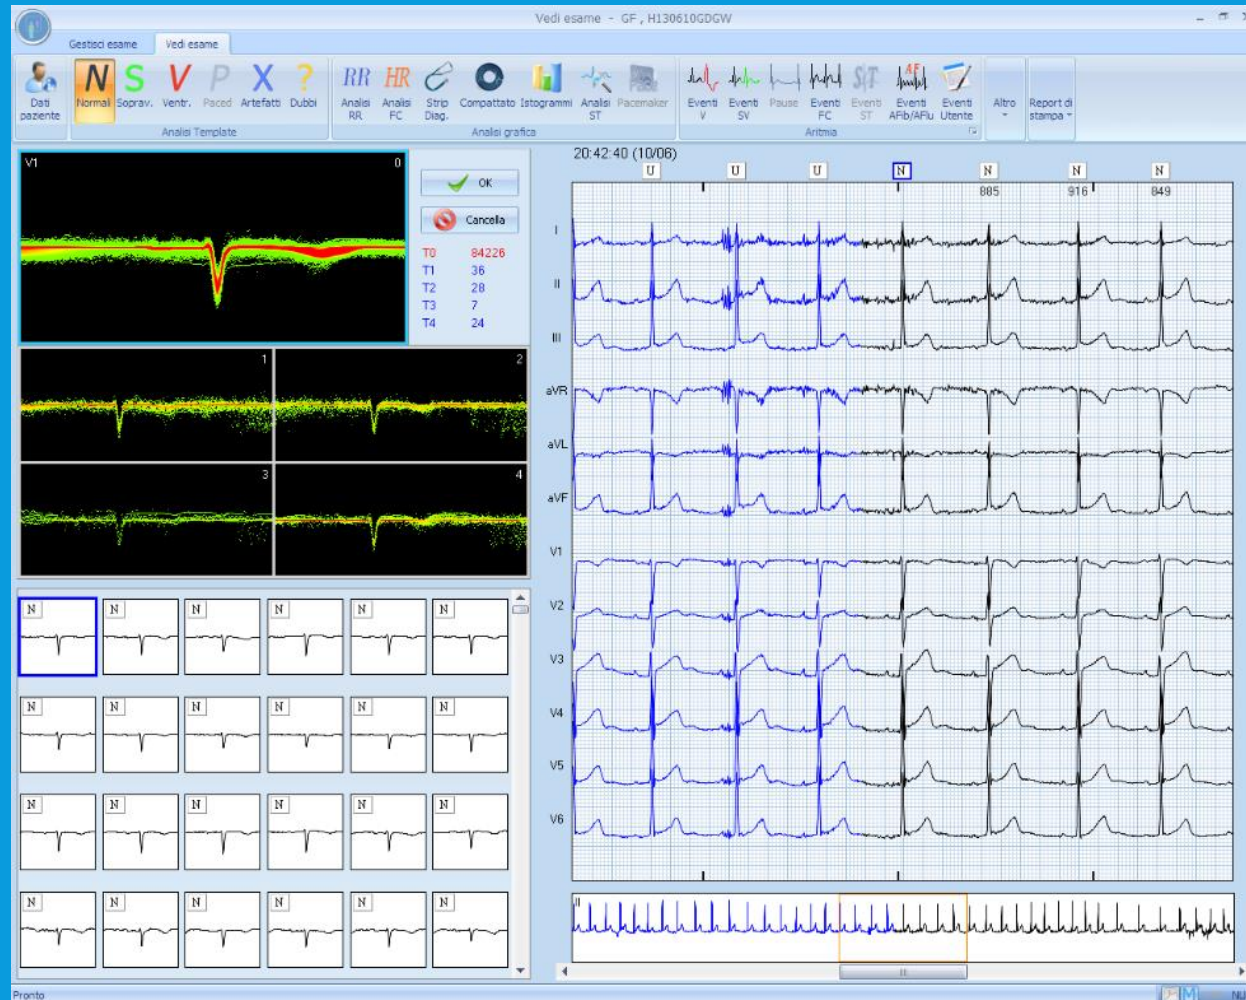 Vedi esame - GF , H130610GDGW
Gestisci esame Vedi esame
N S V P X ? RR HR AF S/T
Dati paziente Normali Soprav. Ventr. Paced Artefatti Dubbi Analisi RR Analisi FC Strip Diag. Compattato Istogrammi Analisi ST Pacemaker Eventi V Eventi SV Pause Eventi FC Eventi ST Eventi AFib/AFlu Eventi Utente Altro Report di stampa
Analisi Template Analisi grafica Aritmia
V1 0
OK
Cancella
T0 84226
T1 36
T2 28
T3 7
T4 24
1 2
3 4
N N N N N N
N N N N N N
N N N N N N
N N N N N N
20:42:40 (10/06)
U U U N N N N
885 916 849
I
II
III
aVR
aVL
aVF
V1
V2
V3
V4
V5
V6
II
Pronto
M NU